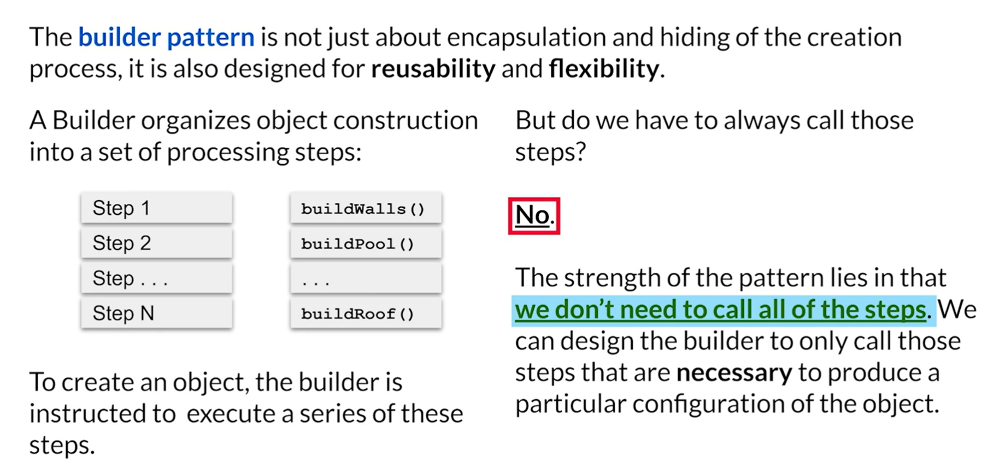 The builder pattern is not just about encapsulation and hiding of the creation
process, it is also designed for reusability and flexibility.
A Builder organizes object construction
into a set of processing steps:
Step 1
Step 2
Step . . .
Step N
buildWalls()
buildPool()
...
buildRoof()
To create an object, the builder is
instructed to execute a series of these
steps.
But do we have to always call those
steps?
No.
The strength of the pattern lies in that
we don't need to call all of the steps. We
can design the builder to only call those
steps that are necessary to produce a
particular configuration of the object.